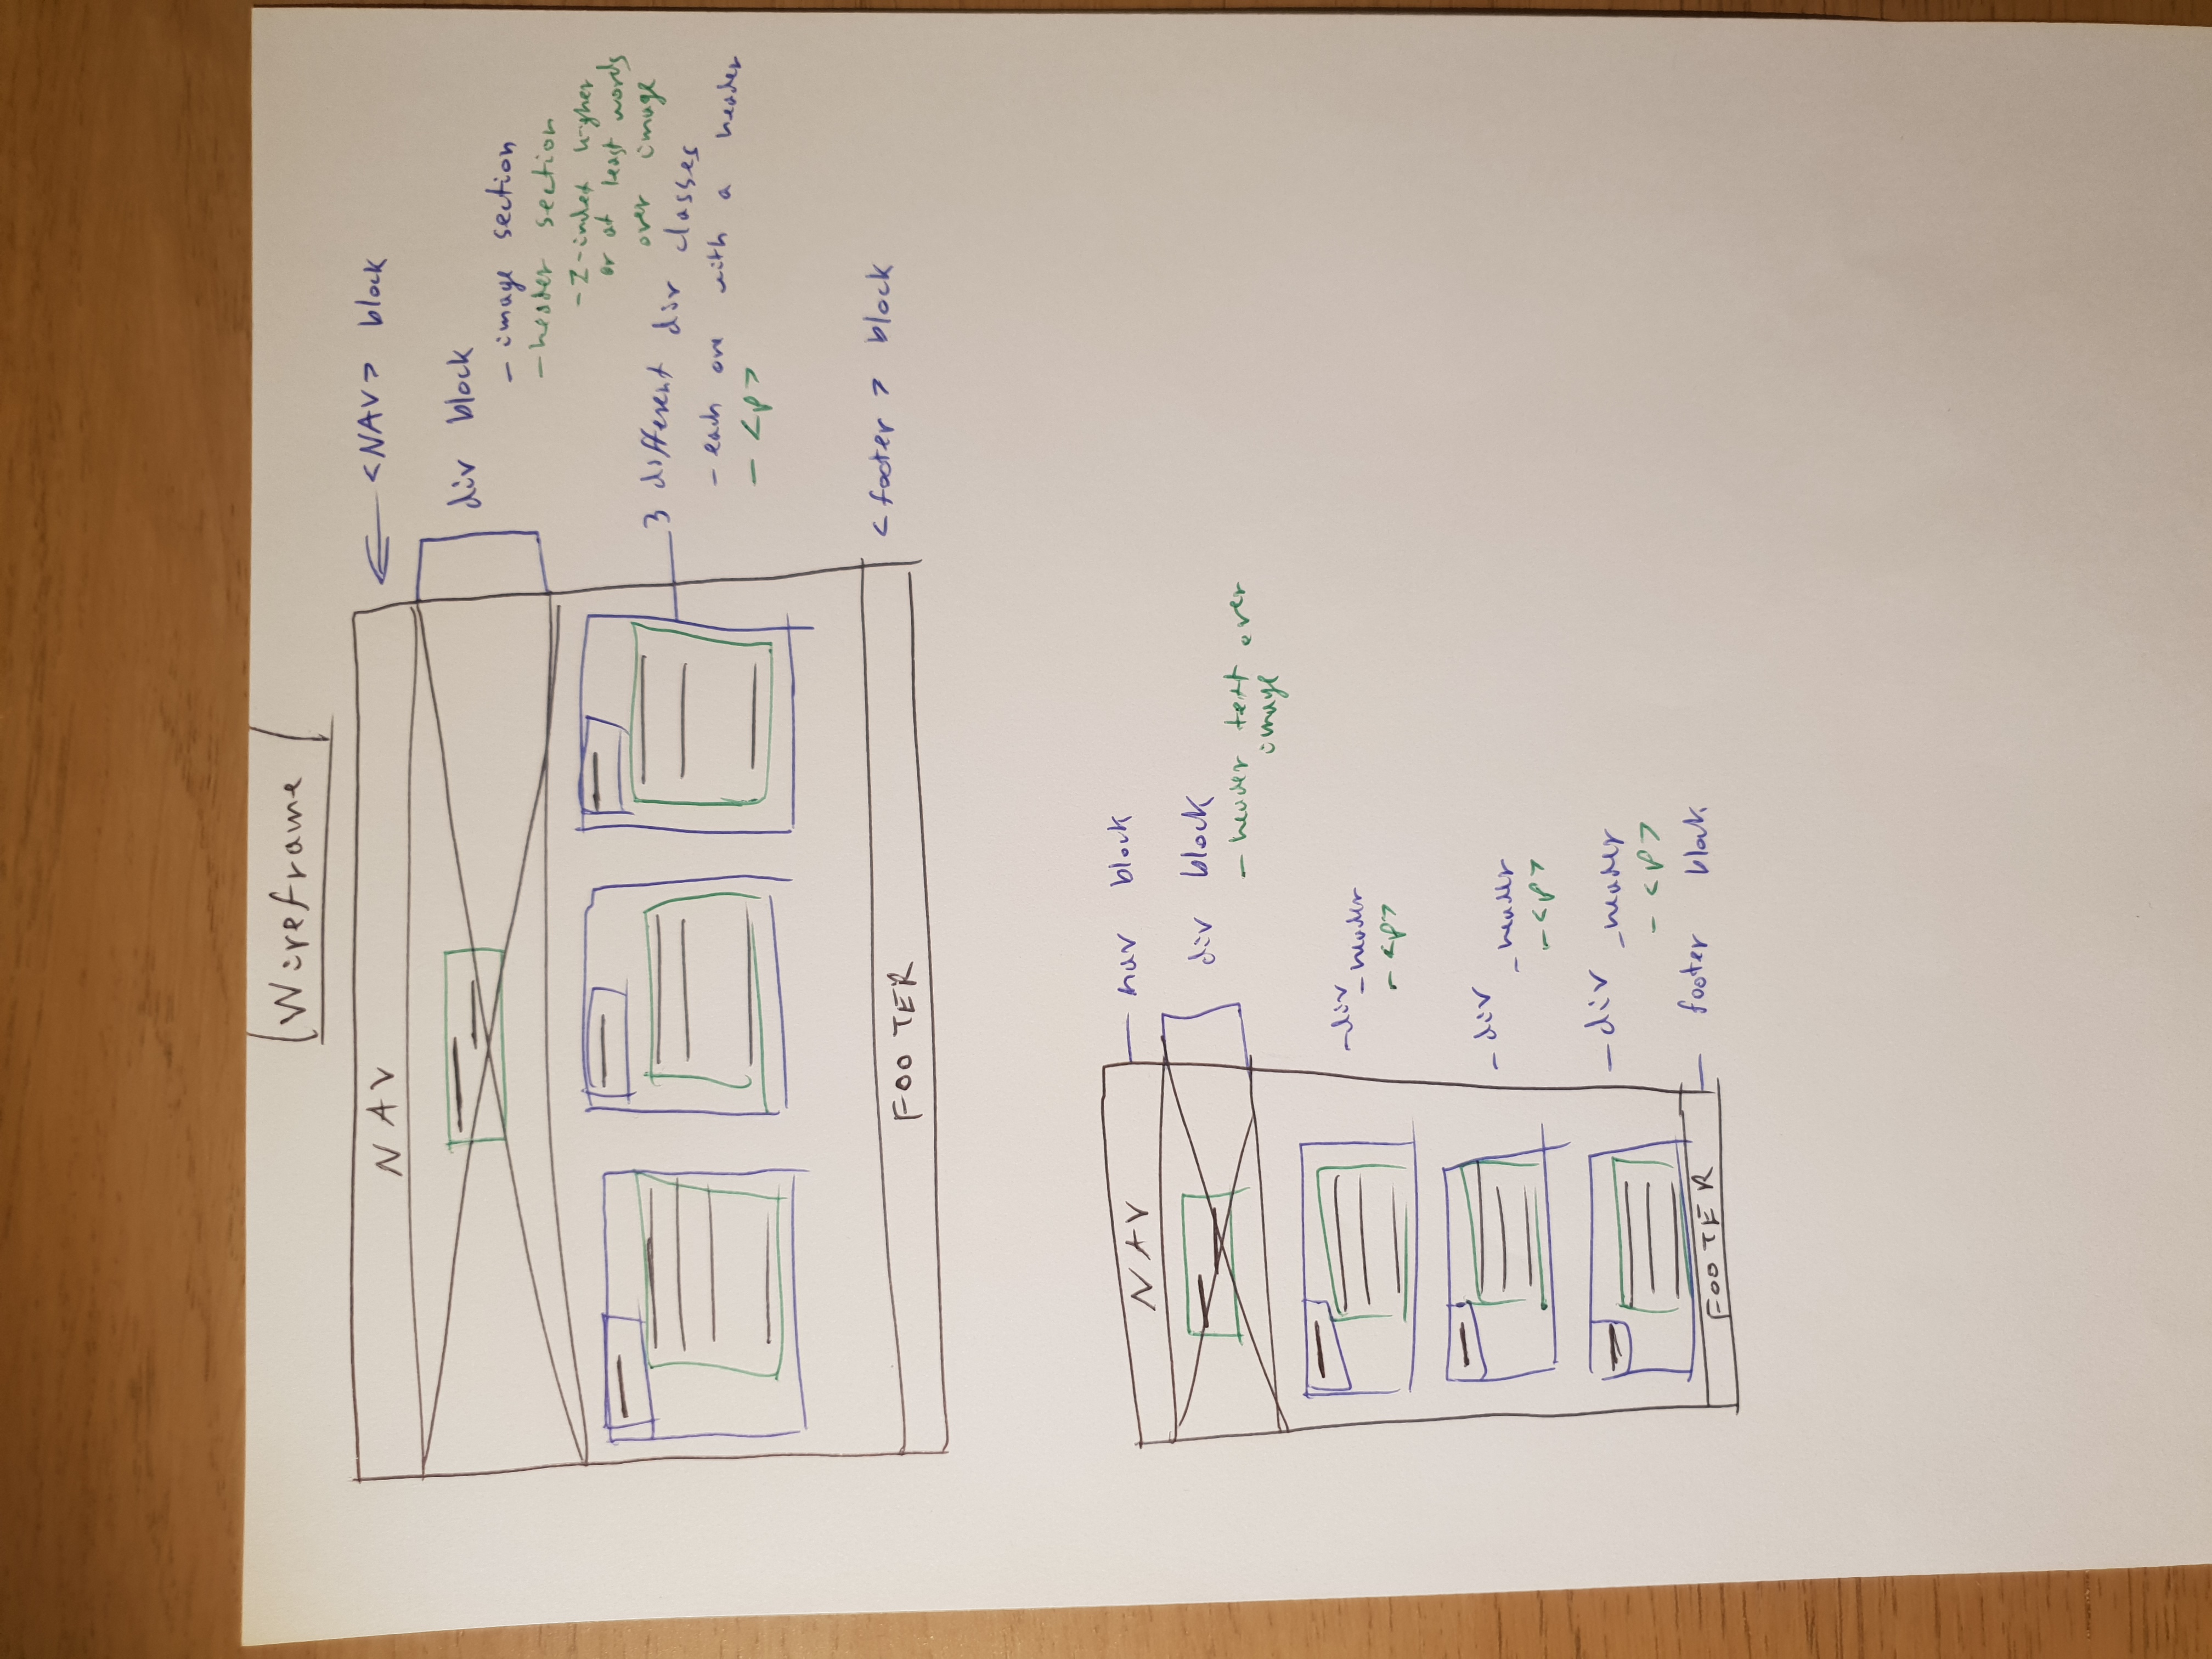 Wireframe
NAV
<NAV> block
div block
- image section
- header section
- Z-index higher
or at least words
over image
3 different div classes
- each one with a header
- <p>
FOOTER
<footer> block
NAV
nav block
div block
- header text over
image
- div
- header
- <p>
- div
- header
- <p>
- div - header
- <p>
FOOTER
footer block